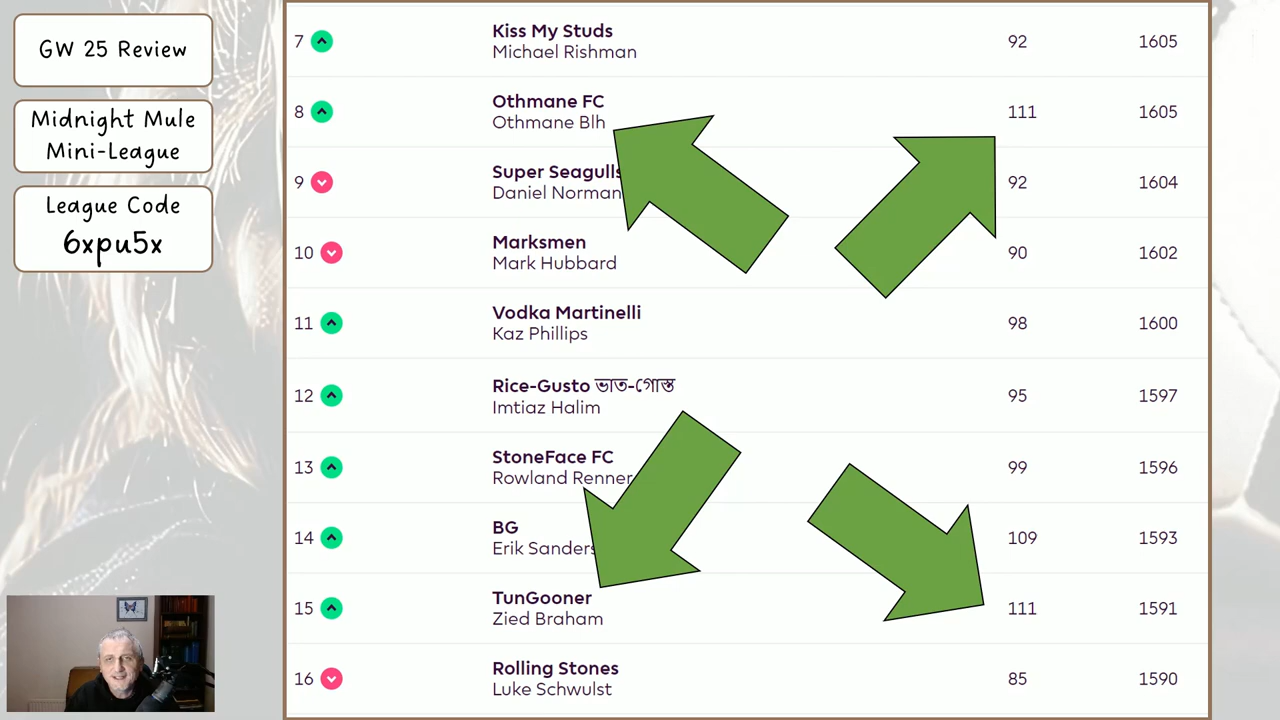 GW 25 Review
Midnight Mule
Mini-League
League Code
6xpu5x
7 Kiss My Studs 92 1605
Michael Rishman
8 Othmane FC 111 1605
Othmane Blh
9 Super Seagulls 92 1604
Daniel Norman
10 Marksmen 90 1602
Mark Hubbard
11 Vodka Martinelli 98 1600
Kaz Phillips
12 Rice-Gusto ভাত-গোস্ত 95 1597
Imtiaz Halim
13 StoneFace FC 99 1596
Rowland Renner
14 BG 109 1593
Erik Sanders
15 TunGooner 111 1591
Zied Braham
16 Rolling Stones 85 1590
Luke Schwulst